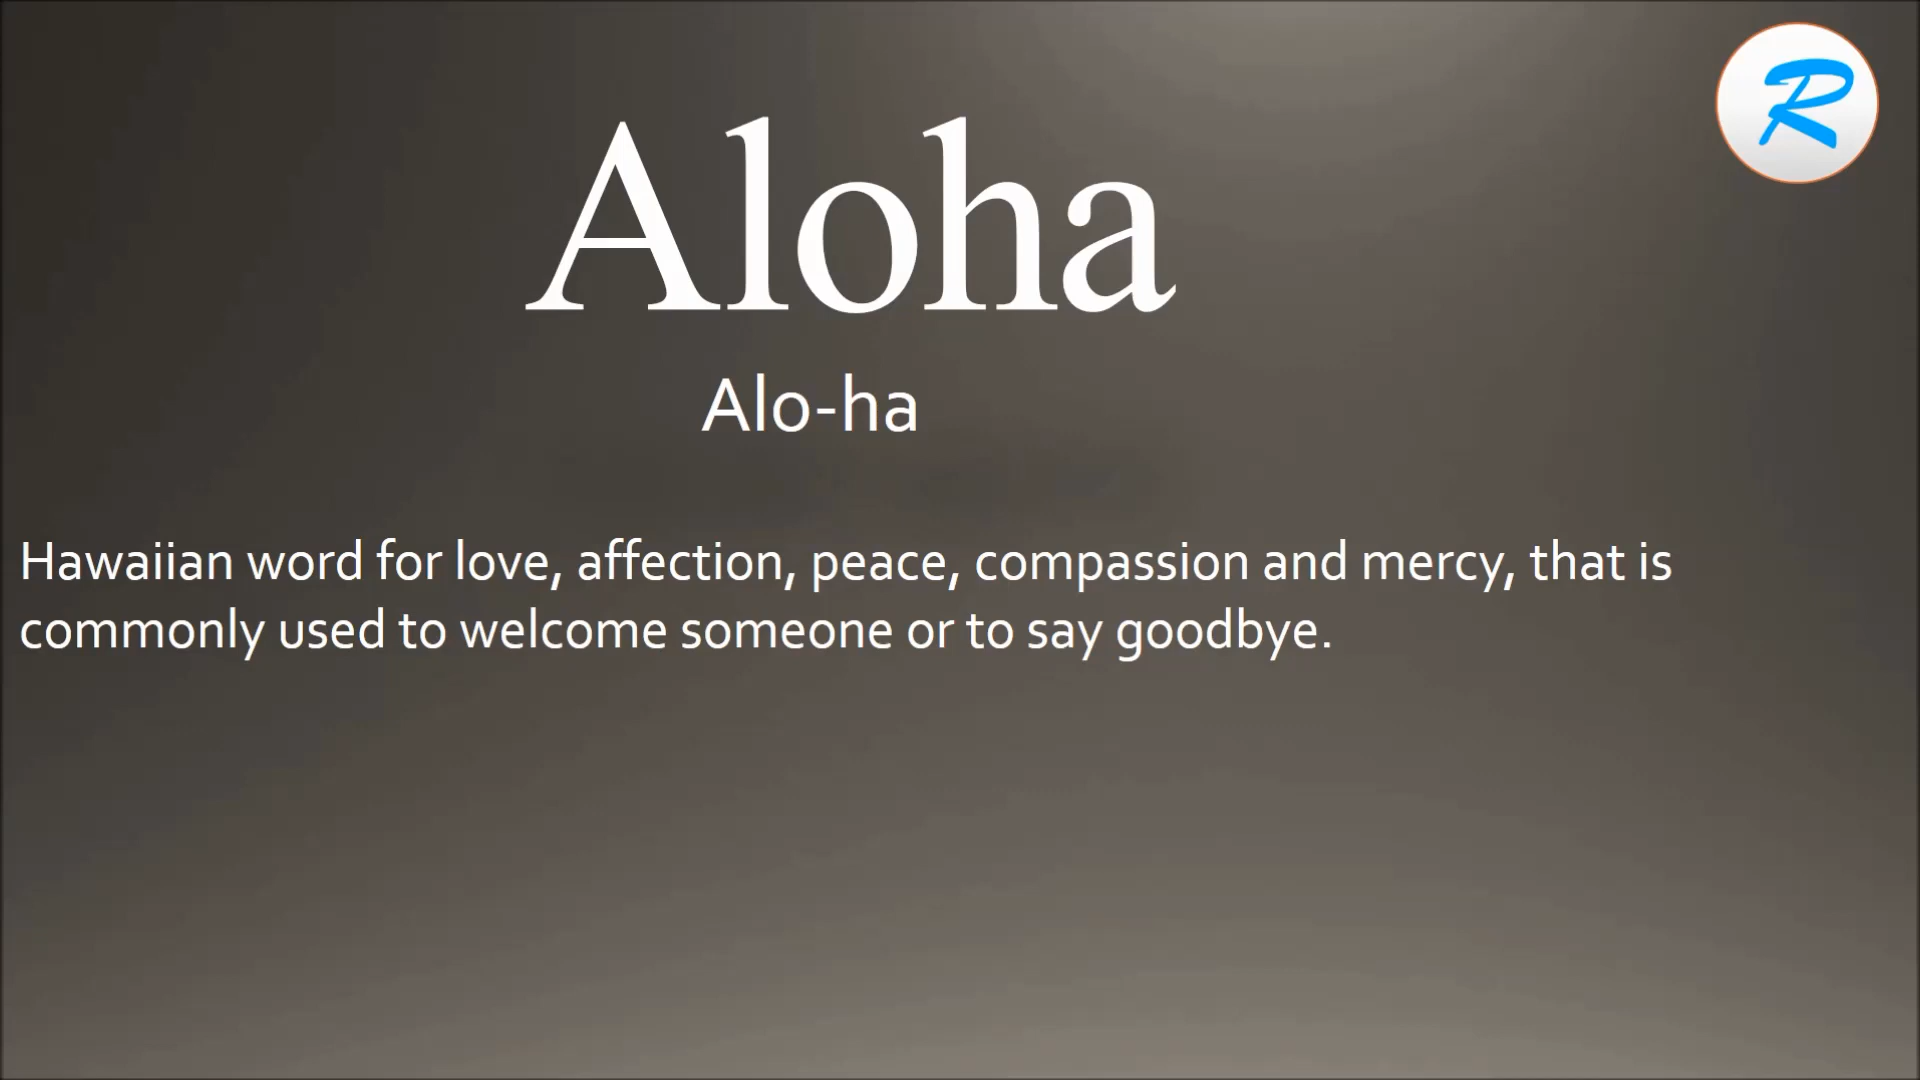 R
Aloha
Alo-ha
Hawaiian word for love, affection, peace, compassion and mercy, that is
commonly used to welcome someone or to say goodbye.